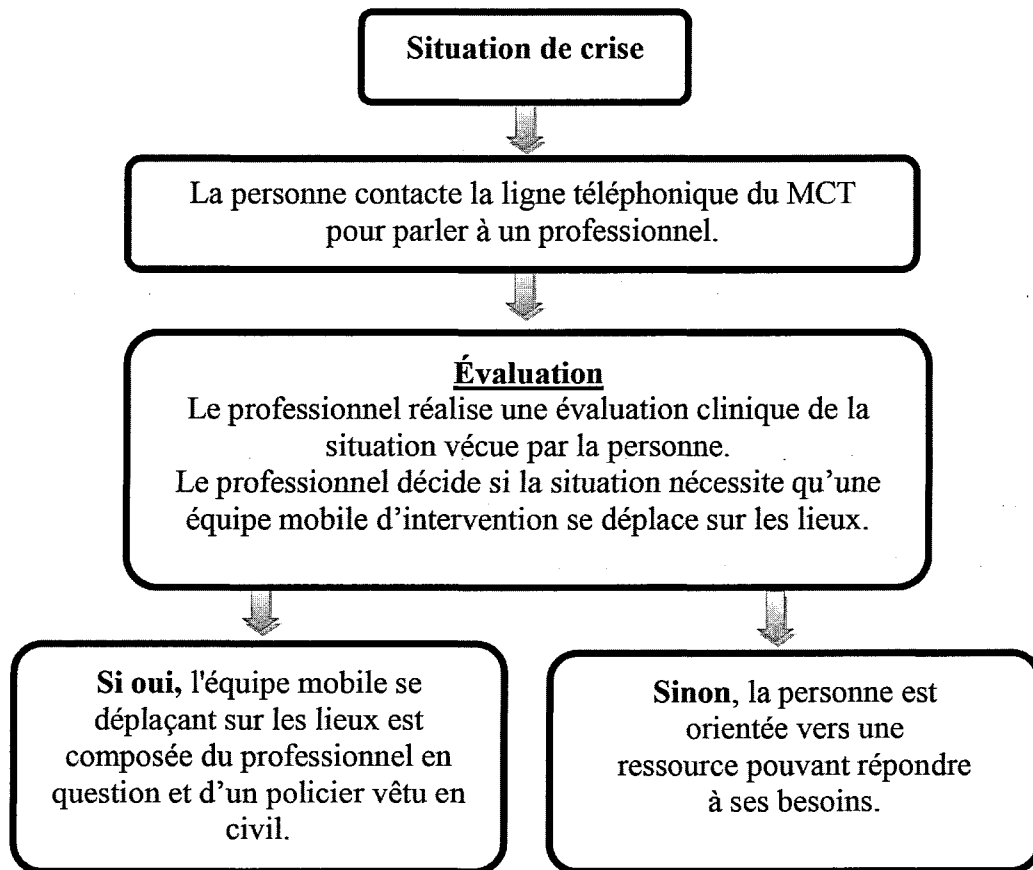 Situation de crise
La personne contacte la ligne téléphonique du MCT
pour parler à un professionnel.
Évaluation
Le professionnel réalise une évaluation clinique de la
situation vécue par la personne.
Le professionnel décide si la situation nécessite qu'une
équipe mobile d'intervention se déplace sur les lieux.
Si oui, l'équipe mobile se
déplaçant sur les lieux est
composée du professionnel en
question et d'un policier vêtu en
civil.
Sinon, la personne est
orientée vers une
ressource pouvant répondre
à ses besoins.